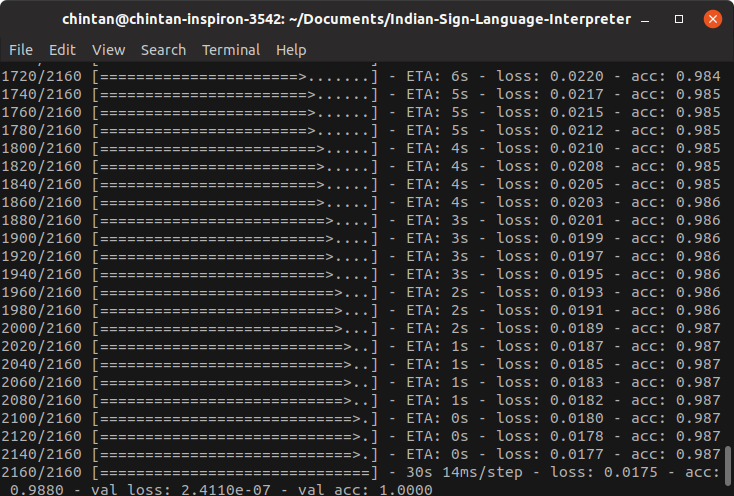 chintan@chintan-inspiron-3542: ~/Documents/Indian-Sign-Language-Interpreter
File Edit View Search Terminal Help
1720/2160 [======================>.......] - ETA: 6s - loss: 0.0220 - acc: 0.984
1740/2160 [=======================>......] - ETA: 5s - loss: 0.0217 - acc: 0.985
1760/2160 [=======================>......] - ETA: 5s - loss: 0.0215 - acc: 0.985
1780/2160 [=======================>......] - ETA: 5s - loss: 0.0212 - acc: 0.985
1800/2160 [========================>.....] - ETA: 4s - loss: 0.0210 - acc: 0.985
1820/2160 [========================>.....] - ETA: 4s - loss: 0.0208 - acc: 0.985
1840/2160 [========================>.....] - ETA: 4s - loss: 0.0205 - acc: 0.985
1860/2160 [========================>.....] - ETA: 4s - loss: 0.0203 - acc: 0.986
1880/2160 [=========================>....] - ETA: 3s - loss: 0.0201 - acc: 0.986
1900/2160 [=========================>....] - ETA: 3s - loss: 0.0199 - acc: 0.986
1920/2160 [=========================>....] - ETA: 3s - loss: 0.0197 - acc: 0.986
1940/2160 [=========================>....] - ETA: 3s - loss: 0.0195 - acc: 0.986
1960/2160 [==========================>...] - ETA: 2s - loss: 0.0193 - acc: 0.986
1980/2160 [==========================>...] - ETA: 2s - loss: 0.0191 - acc: 0.986
2000/2160 [==========================>...] - ETA: 2s - loss: 0.0189 - acc: 0.987
2020/2160 [===========================>..] - ETA: 1s - loss: 0.0187 - acc: 0.987
2040/2160 [===========================>..] - ETA: 1s - loss: 0.0185 - acc: 0.987
2060/2160 [===========================>..] - ETA: 1s - loss: 0.0183 - acc: 0.987
2080/2160 [===========================>..] - ETA: 1s - loss: 0.0182 - acc: 0.987
2100/2160 [============================>.] - ETA: 0s - loss: 0.0180 - acc: 0.987
2120/2160 [============================>.] - ETA: 0s - loss: 0.0178 - acc: 0.987
2140/2160 [============================>.] - ETA: 0s - loss: 0.0177 - acc: 0.987
2160/2160 [==============================] - 30s 14ms/step - loss: 0.0175 - acc:
0.9880 - val_loss: 2.4110e-07 - val_acc: 1.0000